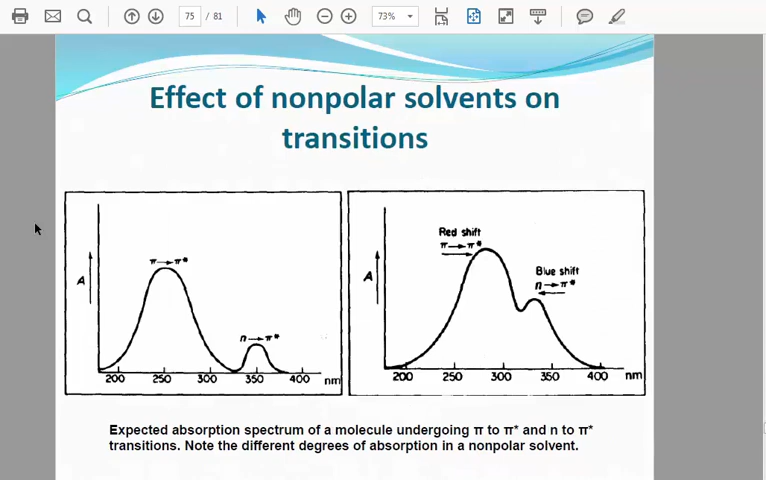 75 / 81
73%
Effect of nonpolar solvents on
transitions
π→π*
A
n→π*
200 250 300 350 400 nm
Red shift
π→π*
Blue shift
n→π*
A
200 250 300 350 400 nm
Expected absorption spectrum of a molecule undergoing π to π* and n to π*
transitions. Note the different degrees of absorption in a nonpolar solvent.